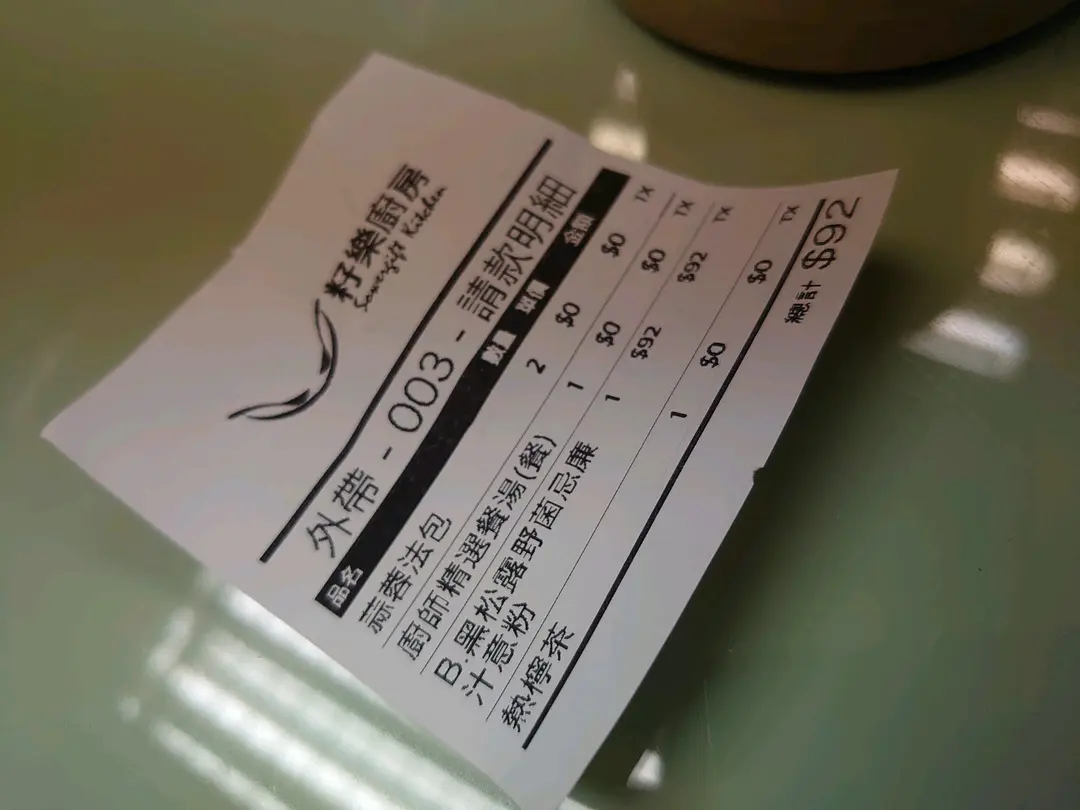 籽樂廚房
Sowergift Kitchen
外帶 - 003 - 請款明細
品名 數量 單價 金額
蒜蓉法包 2 $0 $0 TX
廚師精選餐湯(餐) 1 $0 $0 TX
B.黑松露野菌忌廉 1 $92 $92 TX
汁意粉
熱檸茶 1 $0 $0 TX
總計 $92